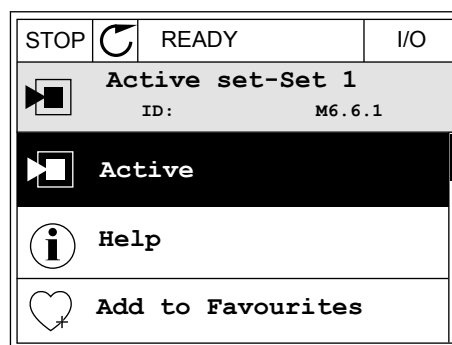 STOP READY I/O
Active set-Set 1
ID: M6.6.1
Active
Help
Add to Favourites